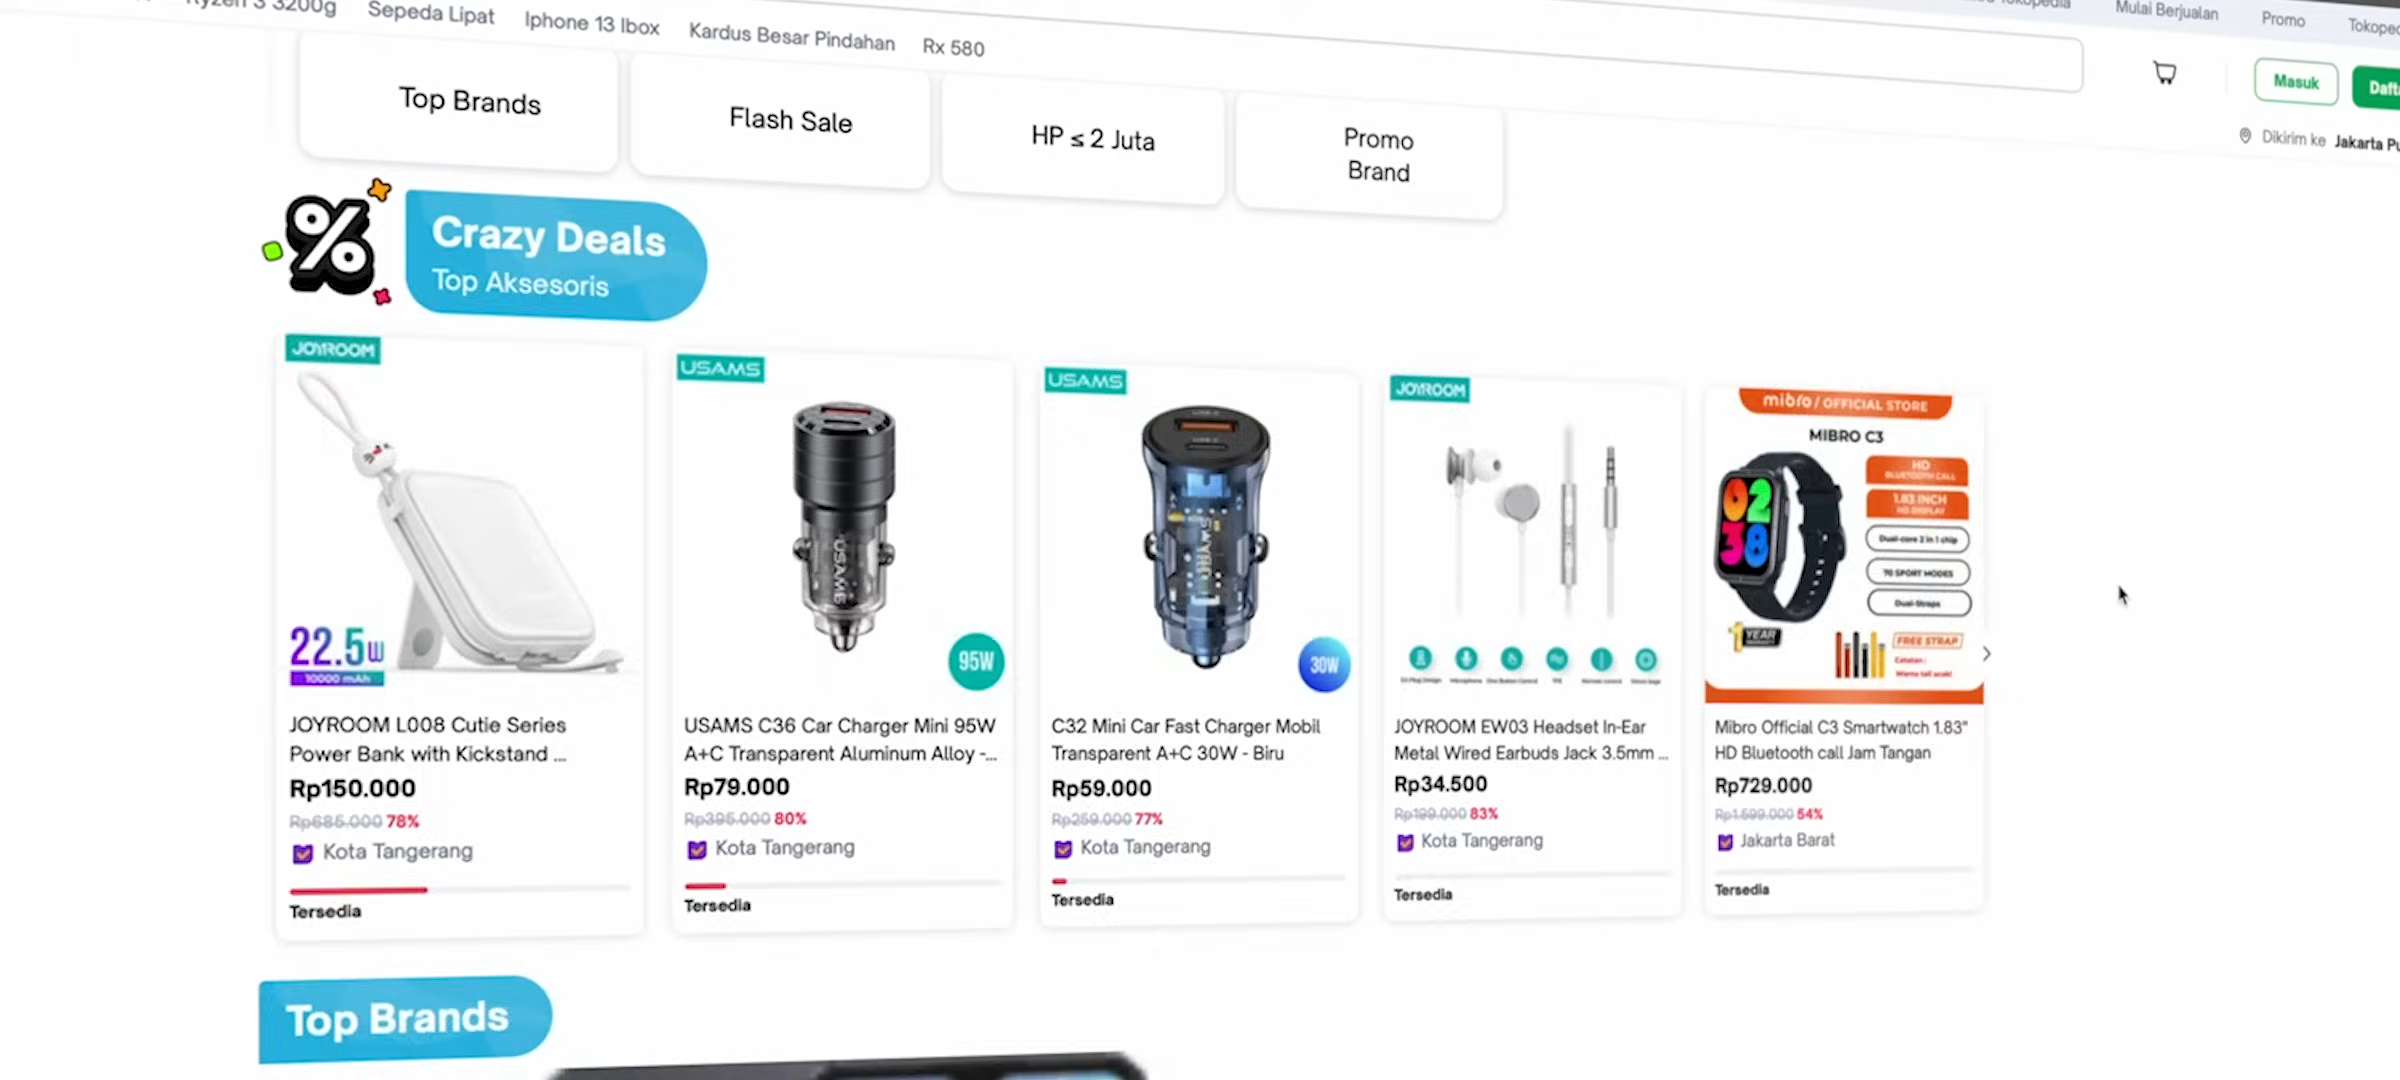 3 3200g
Sepeda Lipat
Iphone 13 Ibox
Kardus Besar Pindahan
Rx 580
Mulai Berjualan
Promo
Masuk
Dikirim ke Jakarta
Top Brands
Flash Sale
HP ≤ 2 Juta
Promo
Brand
%
Crazy Deals
Top Aksesoris
JOYROOM
22.5W
10000 mAh
JOYROOM L008 Cutie Series
Power Bank with Kickstand ...
Rp150.000
Rp685.000 78%
Kota Tangerang
Tersedia
USAMS
USAMS
95W
USAMS C36 Car Charger Mini 95W
A+C Transparent Aluminum Alloy -...
Rp79.000
Rp395.000 80%
Kota Tangerang
Tersedia
USAMS
30W
C32 Mini Car Fast Charger Mobil
Transparent A+C 30W - Biru
Rp59.000
Rp259.000 77%
Kota Tangerang
Tersedia
JOYROOM
JOYROOM EW03 Headset In-Ear
Metal Wired Earbuds Jack 3.5mm ...
Rp34.500
Rp199.000 83%
Kota Tangerang
Tersedia
mibro / OFFICIAL STORE
MIBRO C3
HD
BLUETOOTH CALL
1.83 INCH
HD DISPLAY
Dual-core 2 in 1 chip
70 SPORT MODES
Dual-Straps
02
38
1 YEAR
FREE STRAP
Catatan :
Warna tali acak!
Mibro Official C3 Smartwatch 1.83"
HD Bluetooth call Jam Tangan
Rp729.000
Rp1.599.000 54%
Jakarta Barat
Tersedia
Top Brands